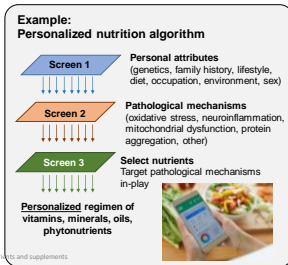 Example:
Personalized nutrition algorithm
Screen 1
Personal attributes
(genetics, family history, lifestyle,
diet, occupation, environment, sex)
Screen 2
Pathological mechanisms
(oxidative stress, neuroinflammation,
mitochondrial dysfunction, protein
aggregation, other)
Screen 3
Select nutrients
Target pathological mechanisms
in-play
Personalized regimen of
vitamins, minerals, oils,
phytonutrients
and supplements